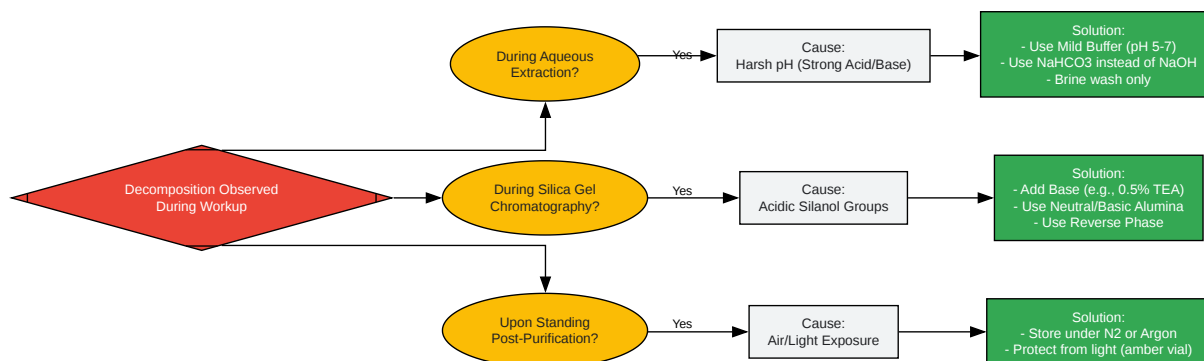 Decomposition Observed
During Workup
During Aqueous
Extraction?
Yes
Cause:
Harsh pH (Strong Acid/Base)
Solution:
- Use Mild Buffer (pH 5-7)
- Use NaHCO3 instead of NaOH
- Brine wash only
During Silica Gel
Chromatography?
Yes
Cause:
Acidic Silanol Groups
Solution:
- Add Base (e.g., 0.5% TEA)
- Use Neutral/Basic Alumina
- Use Reverse Phase
Upon Standing
Post-Purification?
Yes
Cause:
Air/Light Exposure
Solution:
- Store under N2 or Argon
- Protect from light (amber vial)